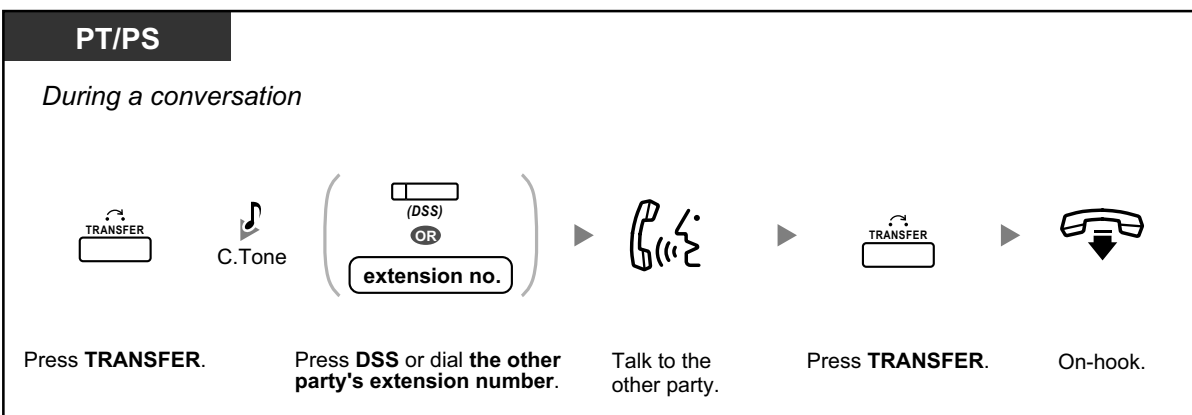 PT/PS
During a conversation
TRANSFER
C.Tone
(DSS)
OR
extension no.
TRANSFER
Press TRANSFER.
Press DSS or dial the other
party's extension number.
Talk to the
other party.
Press TRANSFER.
On-hook.